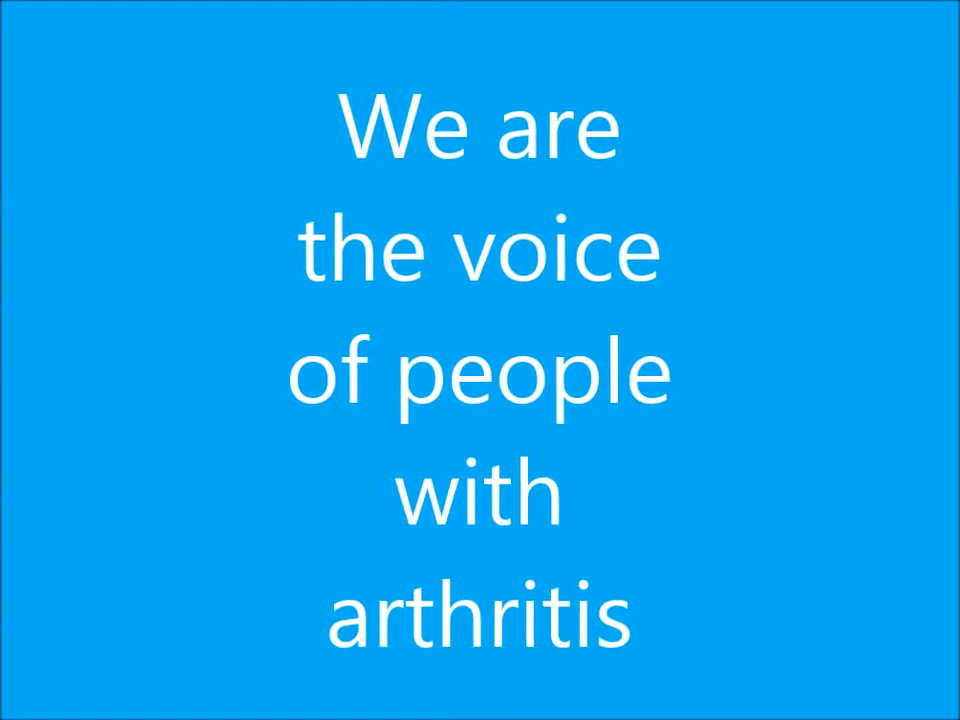 We are
the voice
of people
with
arthritis